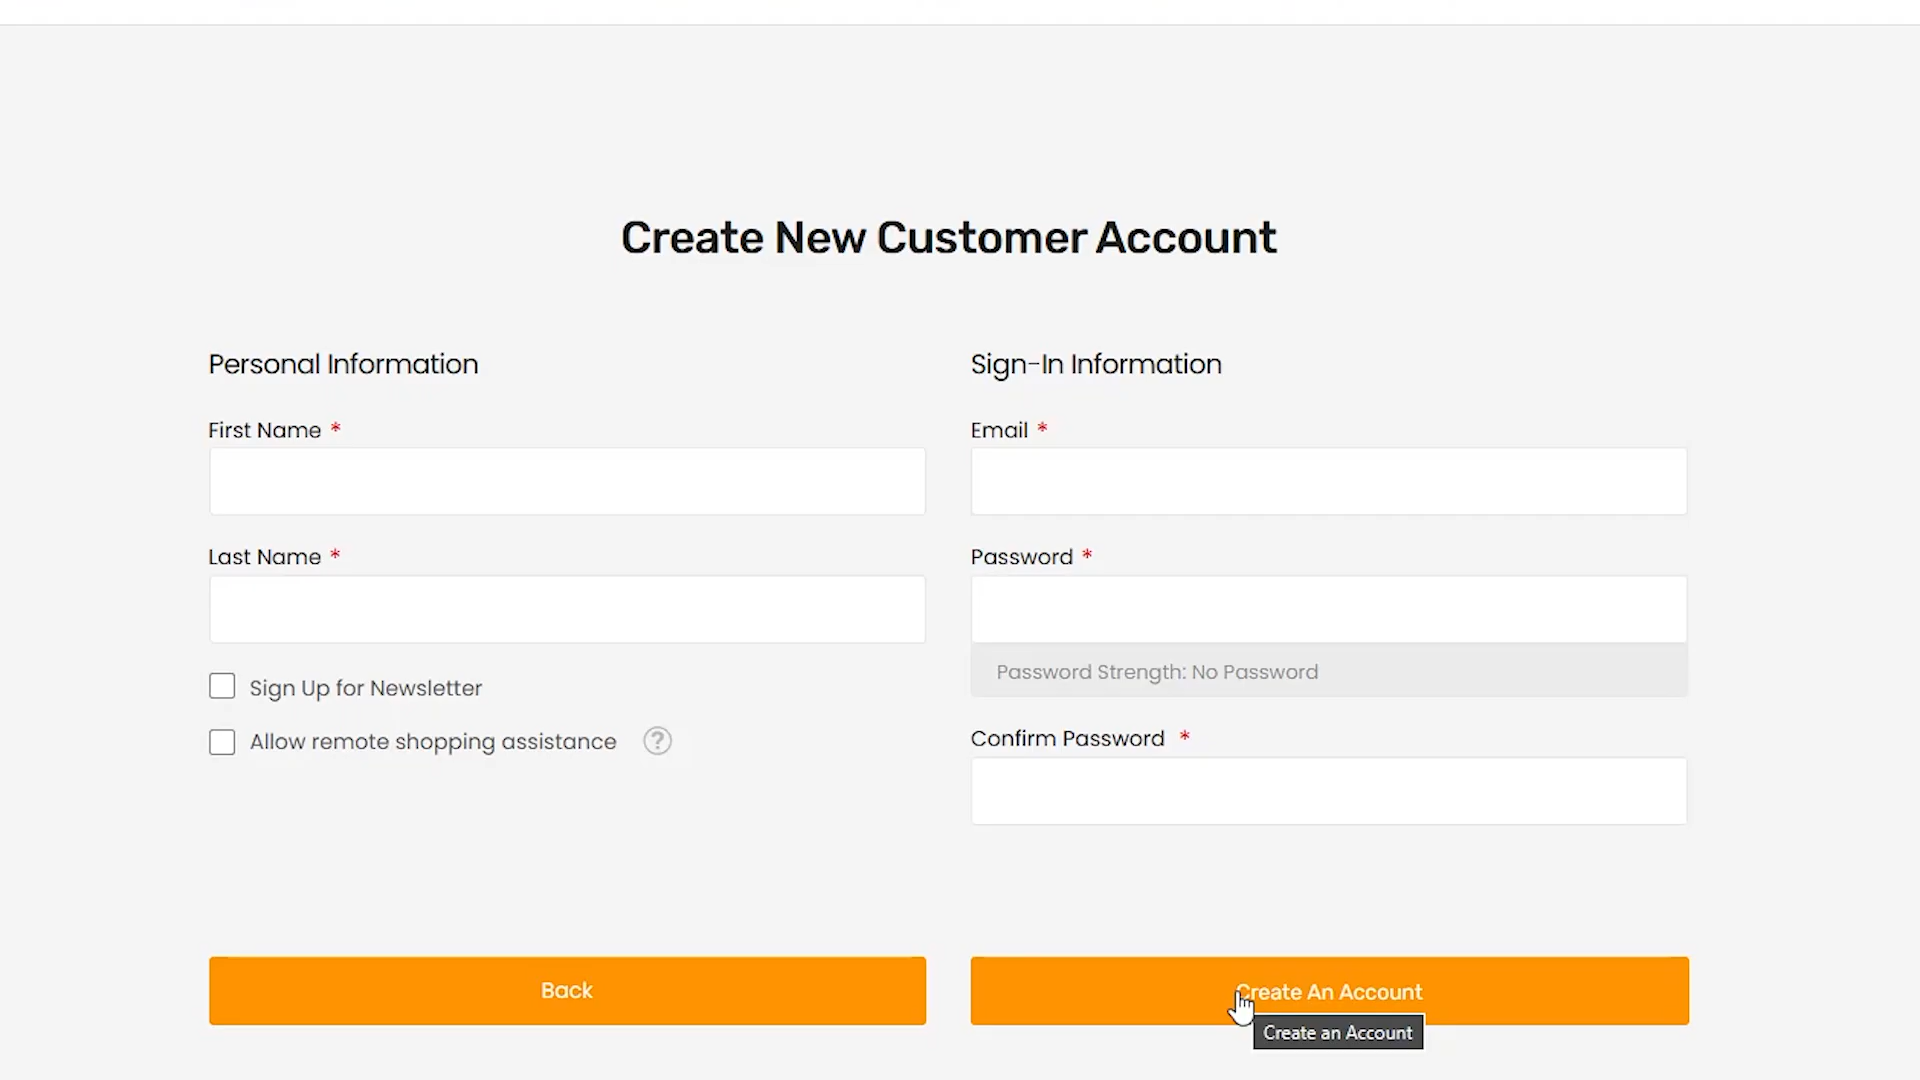 Create New Customer Account
Personal Information
First Name *
Last Name *
Sign Up for Newsletter
Allow remote shopping assistance ?
Sign-In Information
Email *
Password *
Password Strength: No Password
Confirm Password *
Back
Create An Account
Create an Account